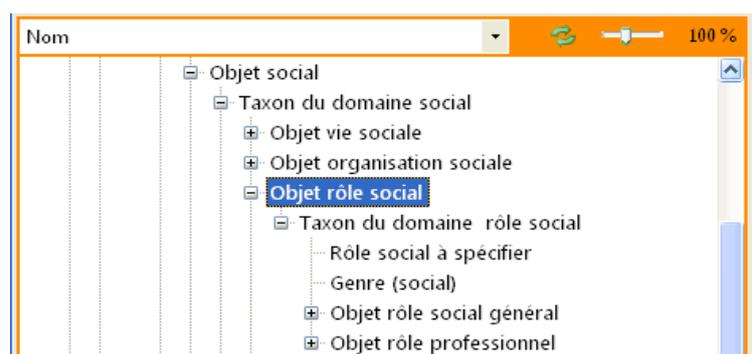 Nom 100 %
Objet social
Taxon du domaine social
Objet vie sociale
Objet organisation sociale
Objet rôle social
Taxon du domaine rôle social
Rôle social à spécifier
Genre (social)
Objet rôle social général
Objet rôle professionnel